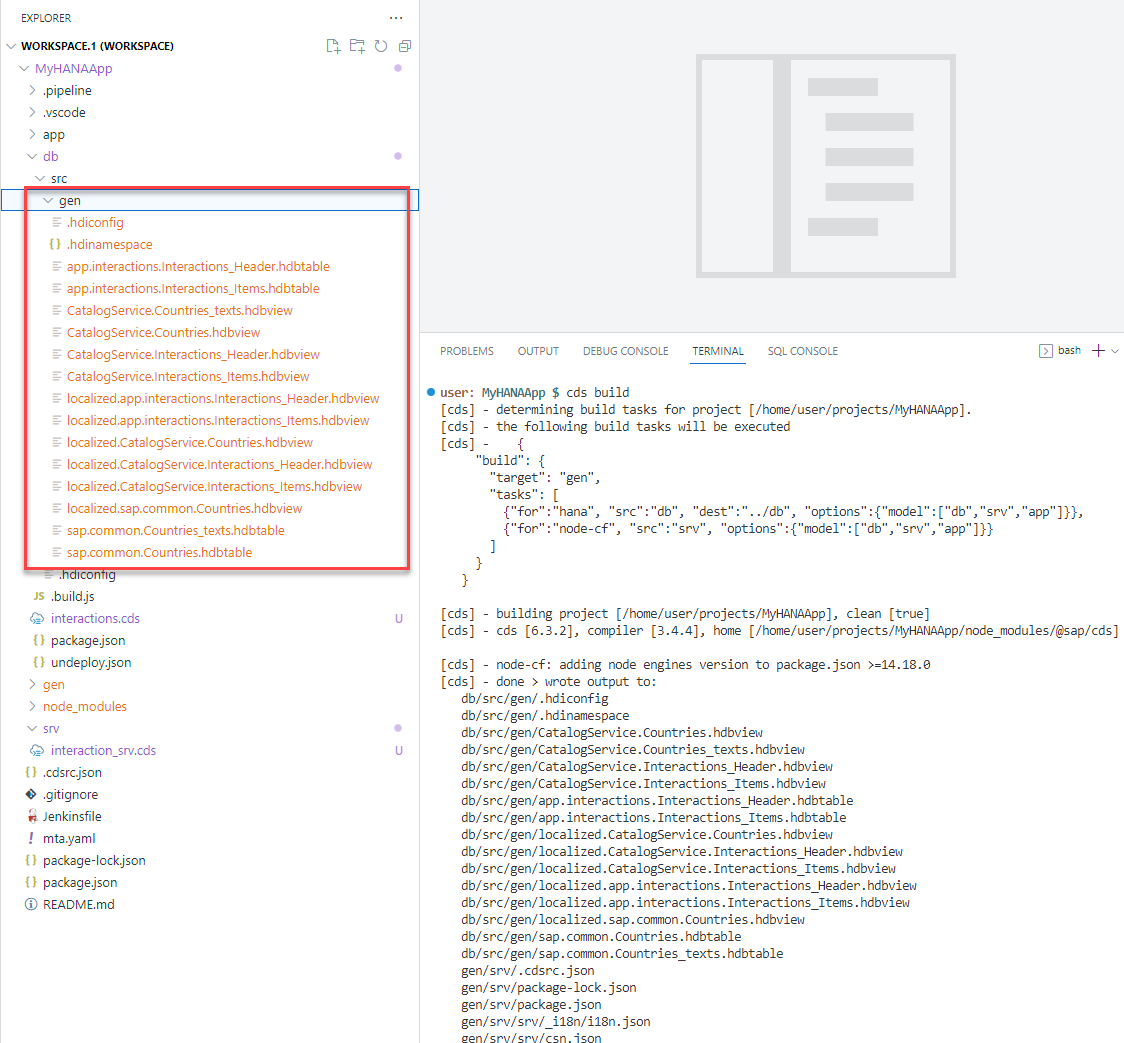 EXPLORER
WORKSPACE.1 (WORKSPACE)
MyHANAApp
.pipeline
.vscode
app
db
src
gen
.hdiconfig
.hdinamespace
app.interactions.Interactions_Header.hdbtable
app.interactions.Interactions_Items.hdbtable
CatalogService.Countries_texts.hdbview
CatalogService.Countries.hdbview
CatalogService.Interactions_Header.hdbview
CatalogService.Interactions_Items.hdbview
localized.app.interactions.Interactions_Header.hdbview
localized.app.interactions.Interactions_Items.hdbview
localized.CatalogService.Countries.hdbview
localized.CatalogService.Interactions_Header.hdbview
localized.CatalogService.Interactions_Items.hdbview
localized.sap.common.Countries.hdbview
sap.common.Countries_texts.hdbtable
sap.common.Countries.hdbtable
.hdiconfig
JS .build.js
interactions.cds U
{} package.json
{} undeploy.json
gen
node_modules
srv
interaction_srv.cds U
{} .cdsrc.json
.gitignore
Jenkinsfile
! mta.yaml
{} package-lock.json
{} package.json
README.md
PROBLEMS OUTPUT DEBUG CONSOLE TERMINAL SQL CONSOLE bash
user: MyHANAApp $ cds build
[cds] - determining build tasks for project [/home/user/projects/MyHANAApp].
[cds] - the following build tasks will be executed
[cds] - {
"build": {
"target": "gen",
"tasks": [
{"for":"hana", "src":"db", "dest":"../db", "options":{"model":["db","srv","app"]}},
{"for":"node-cf", "src":"srv", "options":{"model":["db","srv","app"]}}
]
}
}
[cds] - building project [/home/user/projects/MyHANAApp], clean [true]
[cds] - cds [6.3.2], compiler [3.4.4], home [/home/user/projects/MyHANAApp/node_modules/@sap/cds]
[cds] - node-cf: adding node engines version to package.json >=14.18.0
[cds] - done > wrote output to:
db/src/gen/.hdiconfig
db/src/gen/.hdinamespace
db/src/gen/CatalogService.Countries.hdbview
db/src/gen/CatalogService.Countries_texts.hdbview
db/src/gen/CatalogService.Interactions_Header.hdbview
db/src/gen/CatalogService.Interactions_Items.hdbview
db/src/gen/app.interactions.Interactions_Header.hdbtable
db/src/gen/app.interactions.Interactions_Items.hdbtable
db/src/gen/localized.CatalogService.Countries.hdbview
db/src/gen/localized.CatalogService.Interactions_Header.hdbview
db/src/gen/localized.CatalogService.Interactions_Items.hdbview
db/src/gen/localized.app.interactions.Interactions_Header.hdbview
db/src/gen/localized.app.interactions.Interactions_Items.hdbview
db/src/gen/localized.sap.common.Countries.hdbview
db/src/gen/sap.common.Countries.hdbtable
db/src/gen/sap.common.Countries_texts.hdbtable
gen/srv/.cdsrc.json
gen/srv/package-lock.json
gen/srv/package.json
gen/srv/srv/_i18n/i18n.json
gen/srv/srv/csn.json